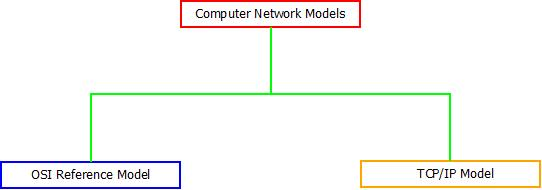 Computer Network Models
OSI Reference Model
TCP/IP Model